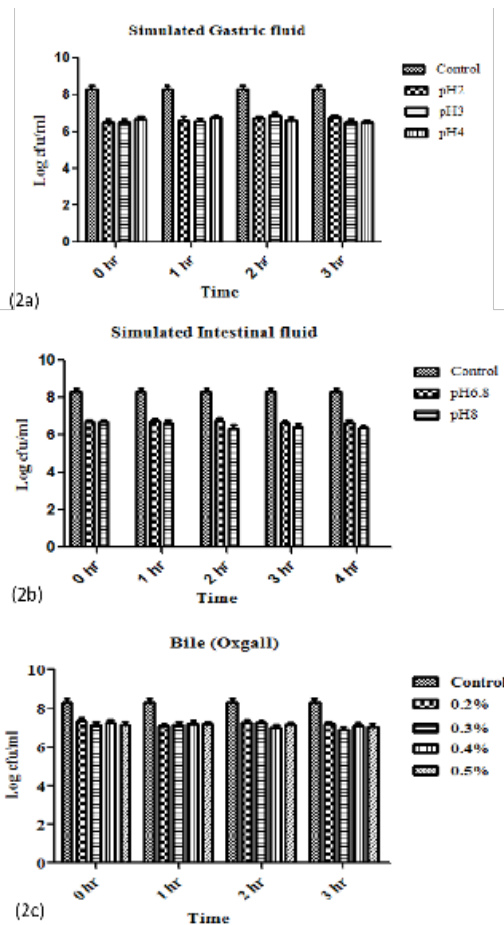 Simulated Gastric fluid
10
8
6
4
2
0
Log cfu/ml
0 hr
1 hr
2 hr
3 hr
Time
Control
pH2
pH3
pH4
(2a)
Simulated Intestinal fluid
10
8
6
4
2
0
Log cfu/ml
0 hr
1 hr
2 hr
3 hr
4 hr
Time
Control
pH6.8
pH8
(2b)
Bile (Oxgall)
10
8
6
4
2
0
Log cfu/ml
0 hr
1 hr
2 hr
3 hr
Time
Control
0.2%
0.3%
0.4%
0.5%
(2c)